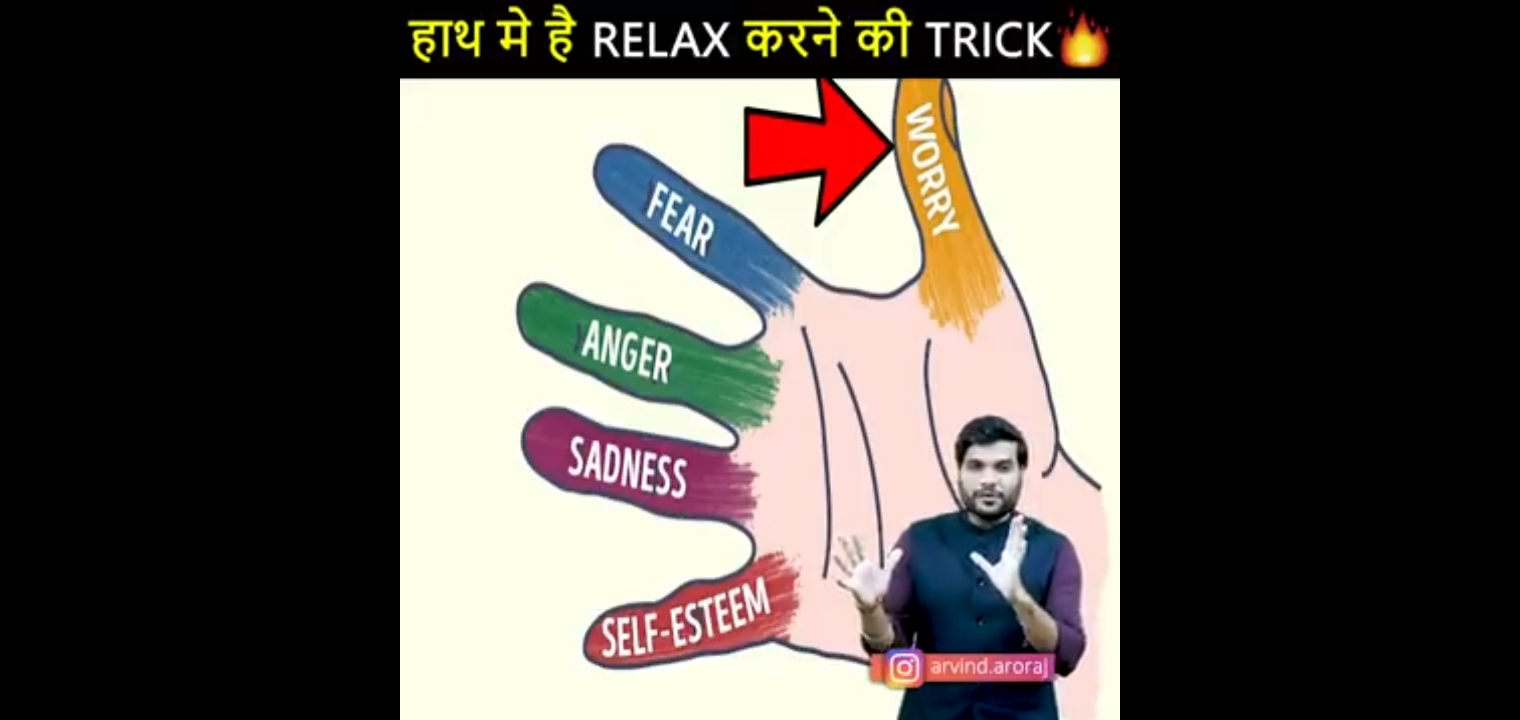 हाथ मे है RELAX करने की TRICK
WORRY
FEAR
ANGER
SADNESS
SELF-ESTEEM
arvind.aroraj